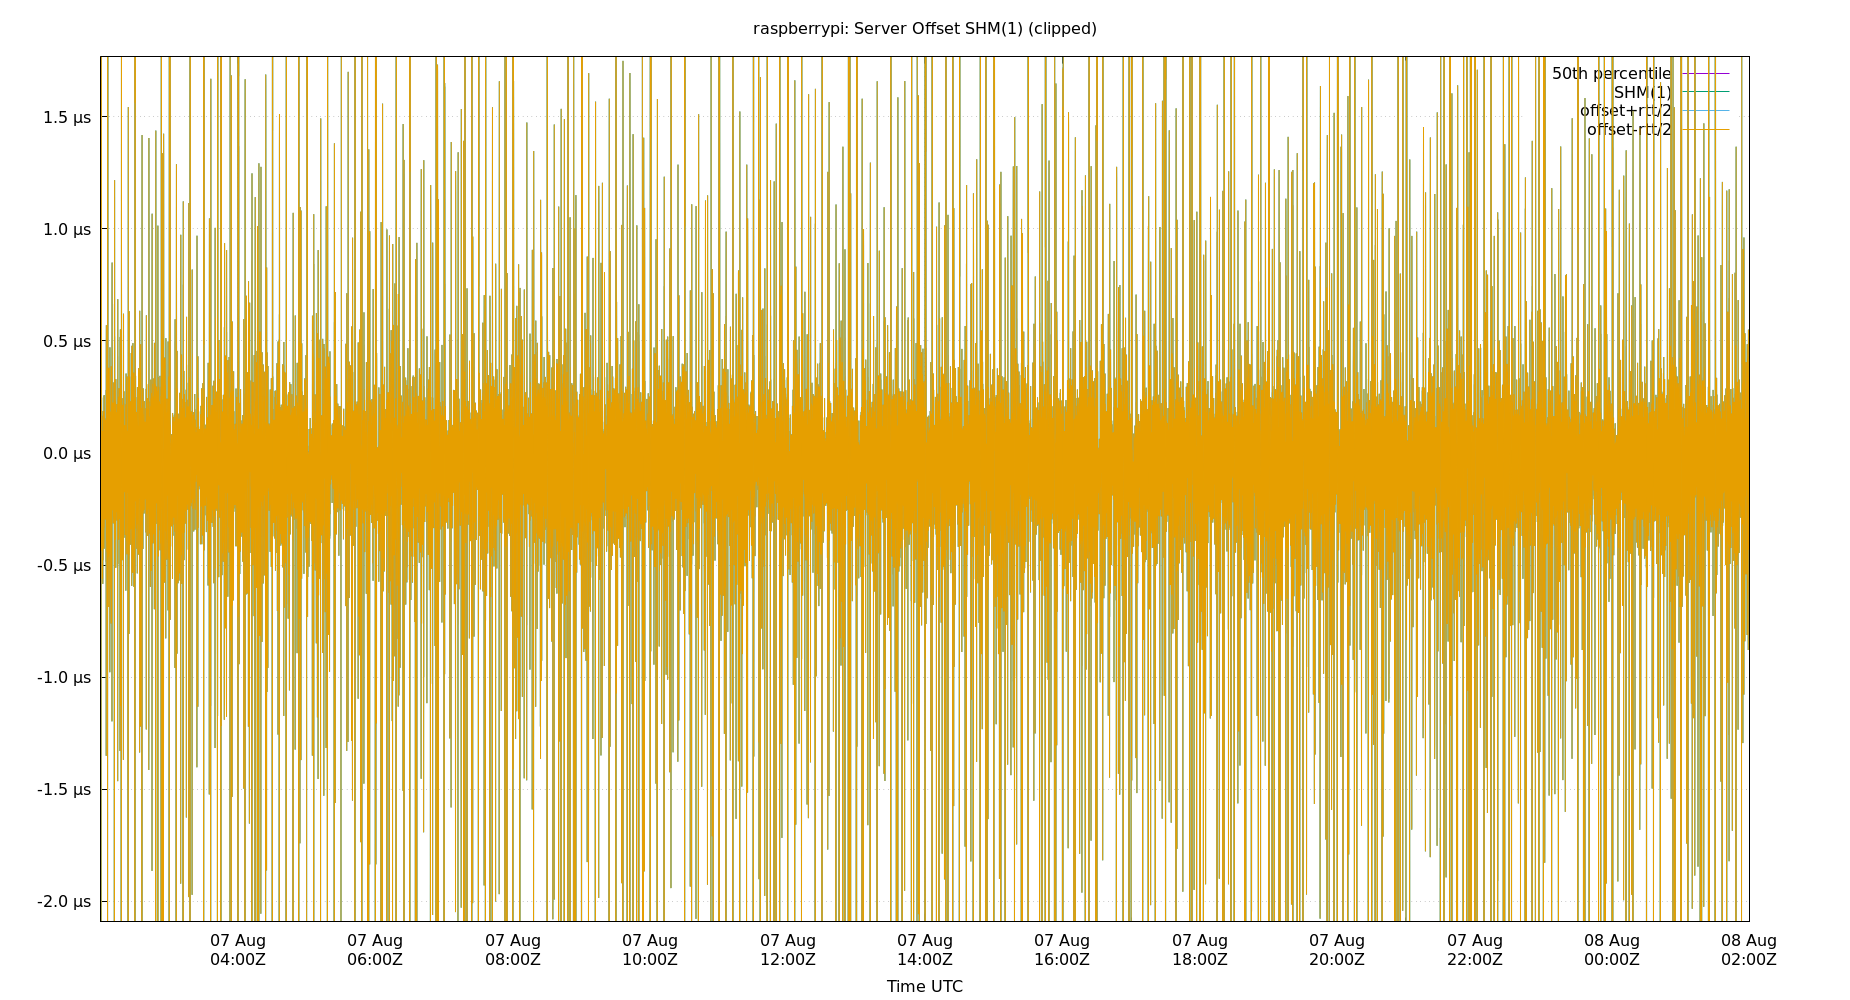 raspberrypi: Server Offset SHM(1) (clipped)
50th percentile
SHM(1)
offset+rtt/2
offset-rtt/2
1.5 µs
1.0 µs
0.5 µs
0.0 µs
-0.5 µs
-1.0 µs
-1.5 µs
-2.0 µs
07 Aug 07 Aug 07 Aug 07 Aug 07 Aug 07 Aug 07 Aug 07 Aug 07 Aug 07 Aug 08 Aug 08 Aug
04:00Z 06:00Z 08:00Z 10:00Z 12:00Z 14:00Z 16:00Z 18:00Z 20:00Z 22:00Z 00:00Z 02:00Z
Time UTC